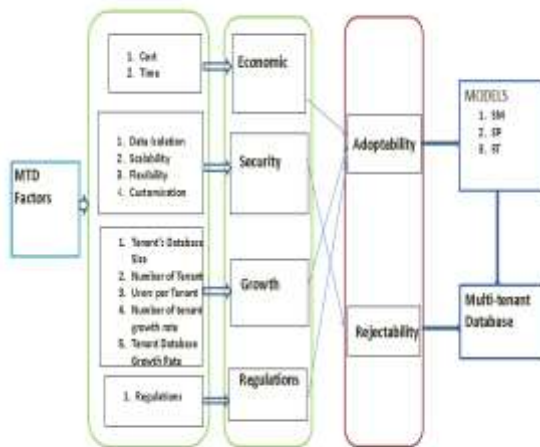 MTD
Factors
1. Cost
2. Time
1. Data Isolation
2. Scalability
3. Flexibility
4. Customization
1. Tenant's Database
Size
2. Number of Tenant
3. Users per Tenant
4. Number of tenant
growth rate
5. Tenant Database
Growth Rate
1. Regulations
Economic
Security
Growth
Regulations
Adoptability
Rejectability
MODELS
1. SM
2. SP
3. ST
Multi-tenant
Database